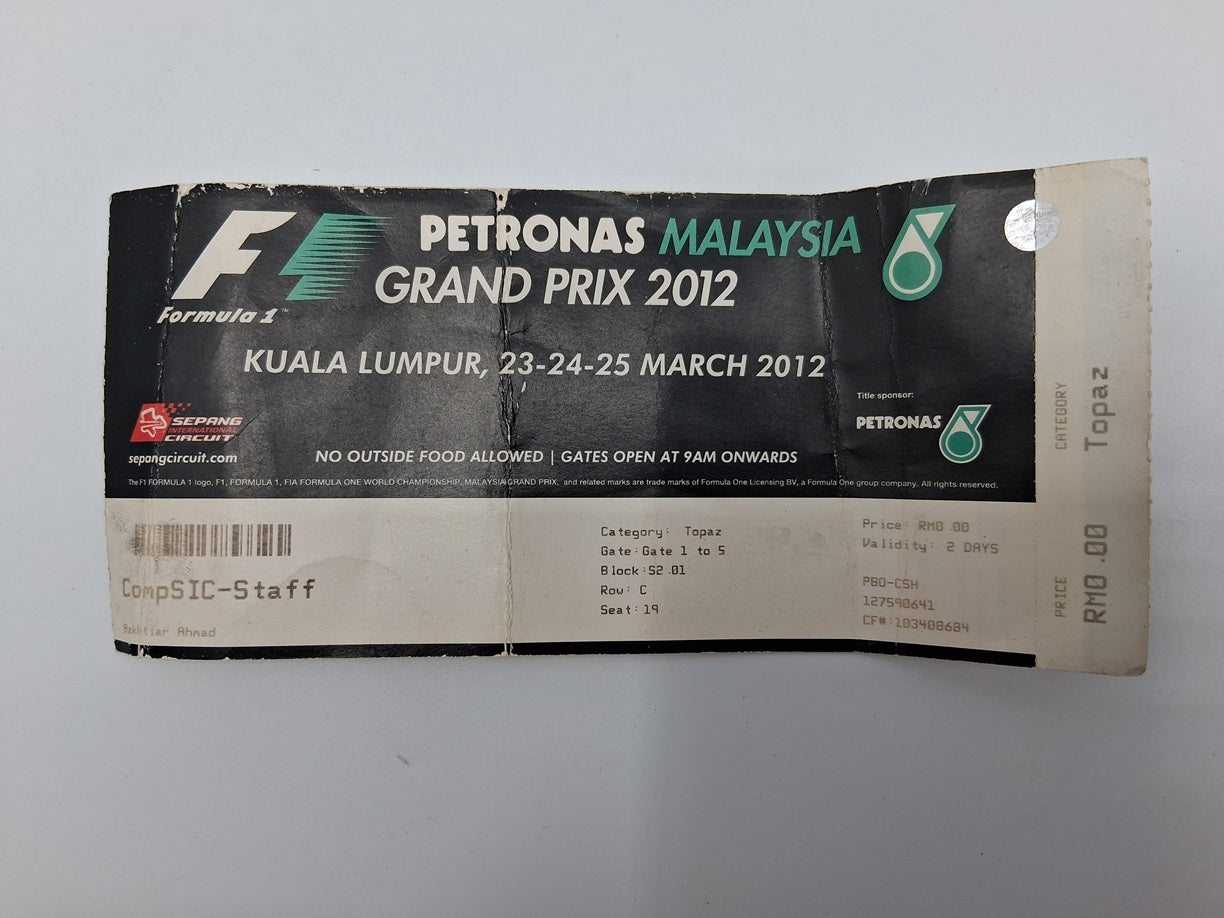 F1
PETRONAS MALAYSIA
GRAND PRIX 2012
Formula 1™
KUALA LUMPUR, 23-24-25 MARCH 2012
SEPANG
INTERNATIONAL
CIRCUIT
sepangcircuit.com
Title sponsor:
PETRONAS
NO OUTSIDE FOOD ALLOWED | GATES OPEN AT 9AM ONWARDS
The F1 FORMULA 1 logo, F1, FORMULA 1, FIA FORMULA ONE WORLD CHAMPIONSHIP, MALAYSIA GRAND PRIX, and related marks are trade marks of Formula One Licensing BV, a Formula One group company. All rights reserved.
CompSIC-Staff
Bakhtiar Ahmad
Category: Topaz
Gate:Gate 1 to 5
Block:S2.01
Row: C
Seat:19
Price: RM0.00
Validity: 2 DAYS
PBO-CSH
127590641
CF#:103408684
CATEGORY Topaz
PRICE RM0.00